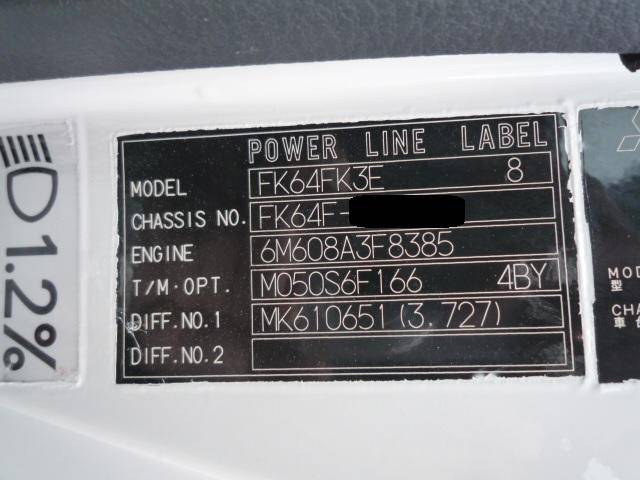 1.2%
POWER LINE LABEL
MODEL FK64FK3E 8
CHASSIS NO. FK64F-
ENGINE 6M608A3F8385
T/M·OPT. M050S6F166 4BY
DIFF.NO.1 MK610651(3.727)
DIFF.NO.2
MOD
型
CHA
車